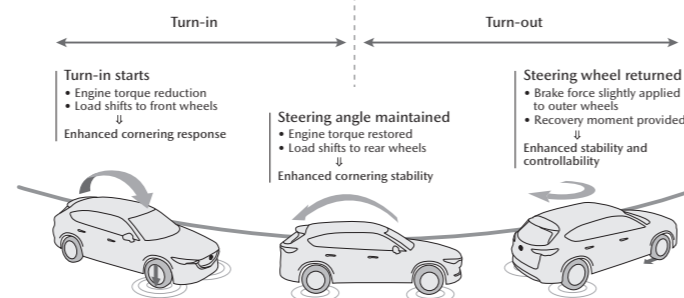 Turn-in
Turn-out
Turn-in starts
• Engine torque reduction
• Load shifts to front wheels
⇓
Enhanced cornering response
Steering angle maintained
• Engine torque restored
• Load shifts to rear wheels
⇓
Enhanced cornering stability
Steering wheel returned
• Brake force slightly applied
to outer wheels
• Recovery moment provided
⇓
Enhanced stability and
controllability